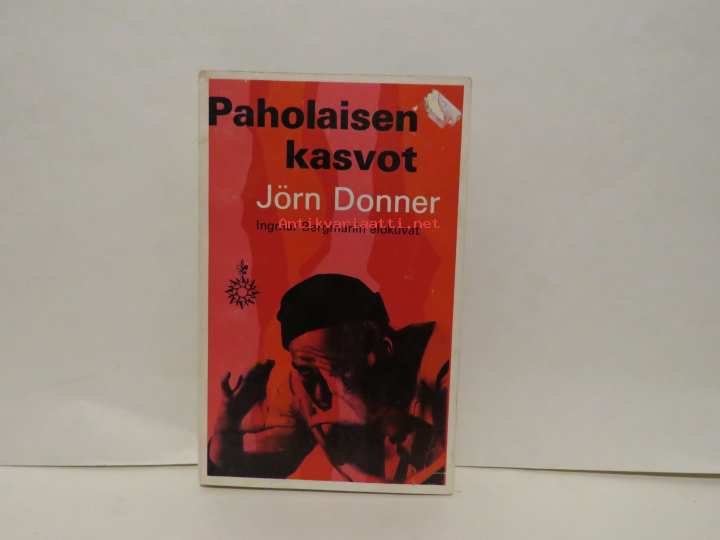 Paholaisen
kasvot
Jörn Donner
Antikvariaatti.net
Ingmar Bergmanin elokuvat